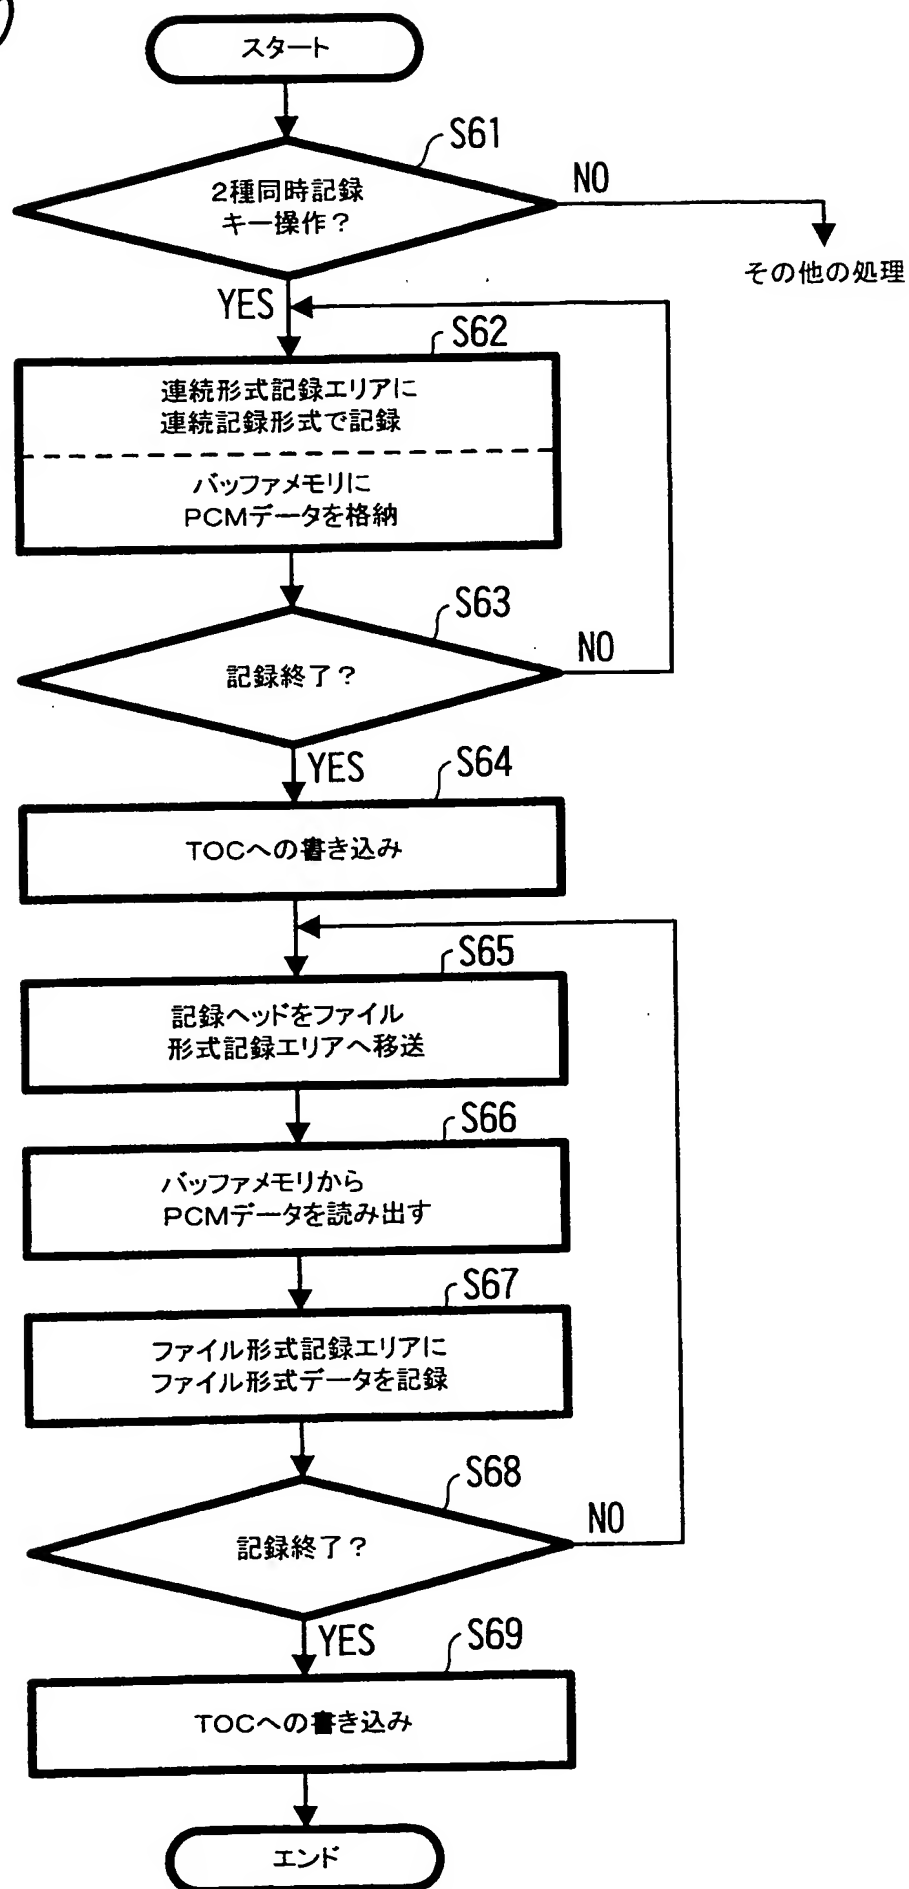 スタート
S61
2種同時記録
キー操作？
NO
その他の処理
YES
S62
連続形式記録エリアに
連続記録形式で記録
バッファメモリに
PCMデータを格納
S63
記録終了？
NO
YES
S64
TOCへの書き込み
S65
記録ヘッドをファイル
形式記録エリアへ移送
S66
バッファメモリから
PCMデータを読み出す
S67
ファイル形式記録エリアに
ファイル形式データを記録
S68
記録終了？
NO
YES
S69
TOCへの書き込み
エンド